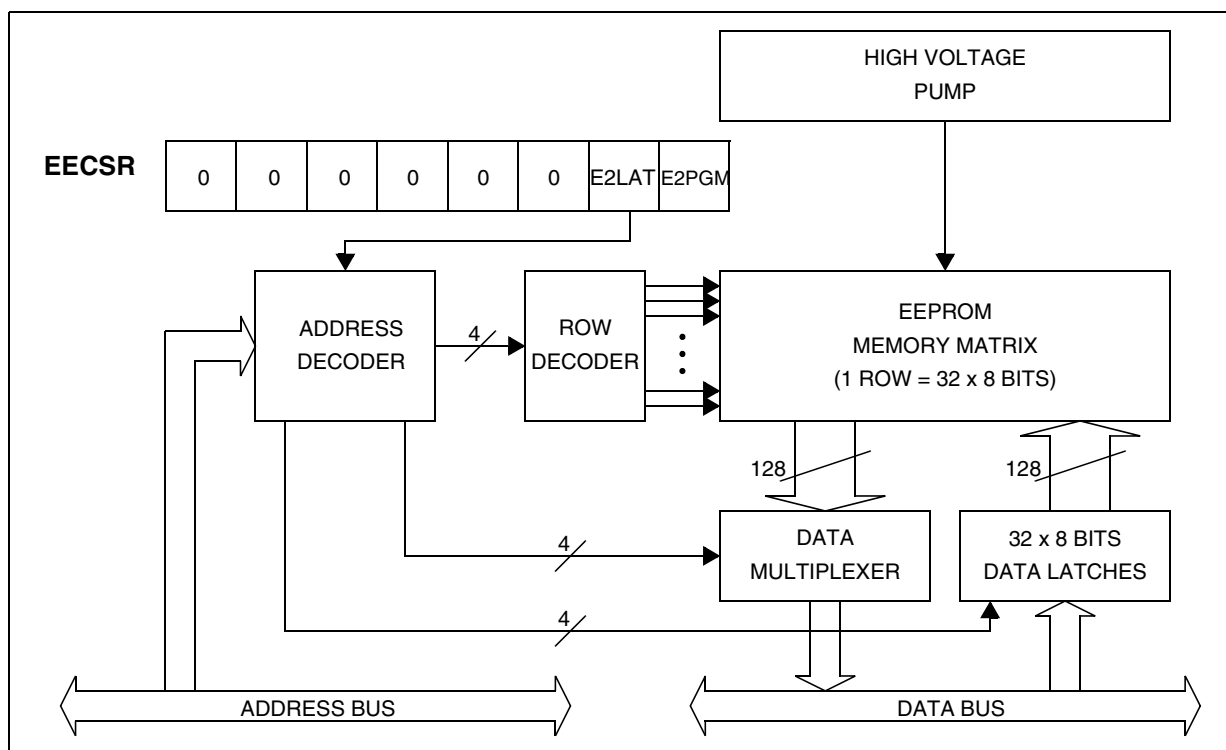 HIGH VOLTAGE
PUMP
EECSR
0 0 0 0 0 0 E2LAT E2PGM
ADDRESS
DECODER
4
ROW
DECODER
EEPROM
MEMORY MATRIX
(1 ROW = 32 x 8 BITS)
128
128
4
DATA
MULTIPLEXER
32 x 8 BITS
DATA LATCHES
4
ADDRESS BUS
DATA BUS